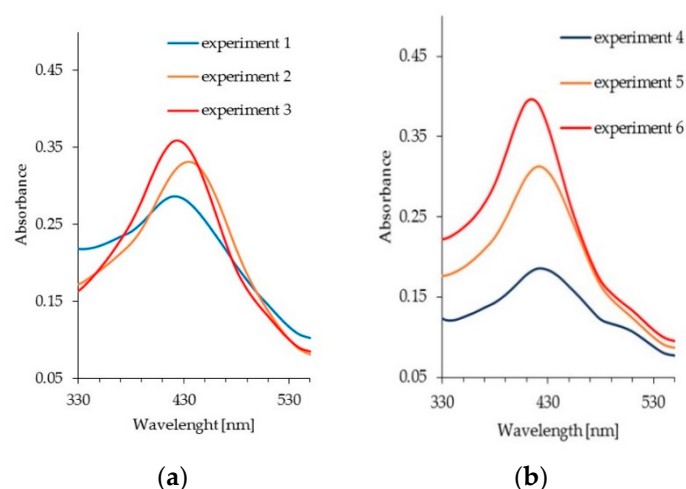 experiment 1
experiment 2
experiment 3
0.45
0.35
0.25
0.15
0.05
Absorbance
330
430
530
Wavelenght [nm]
(a)
experiment 4
experiment 5
experiment 6
0.45
0.35
0.25
0.15
0.05
Absorbance
330
430
530
Wavelength [nm]
(b)